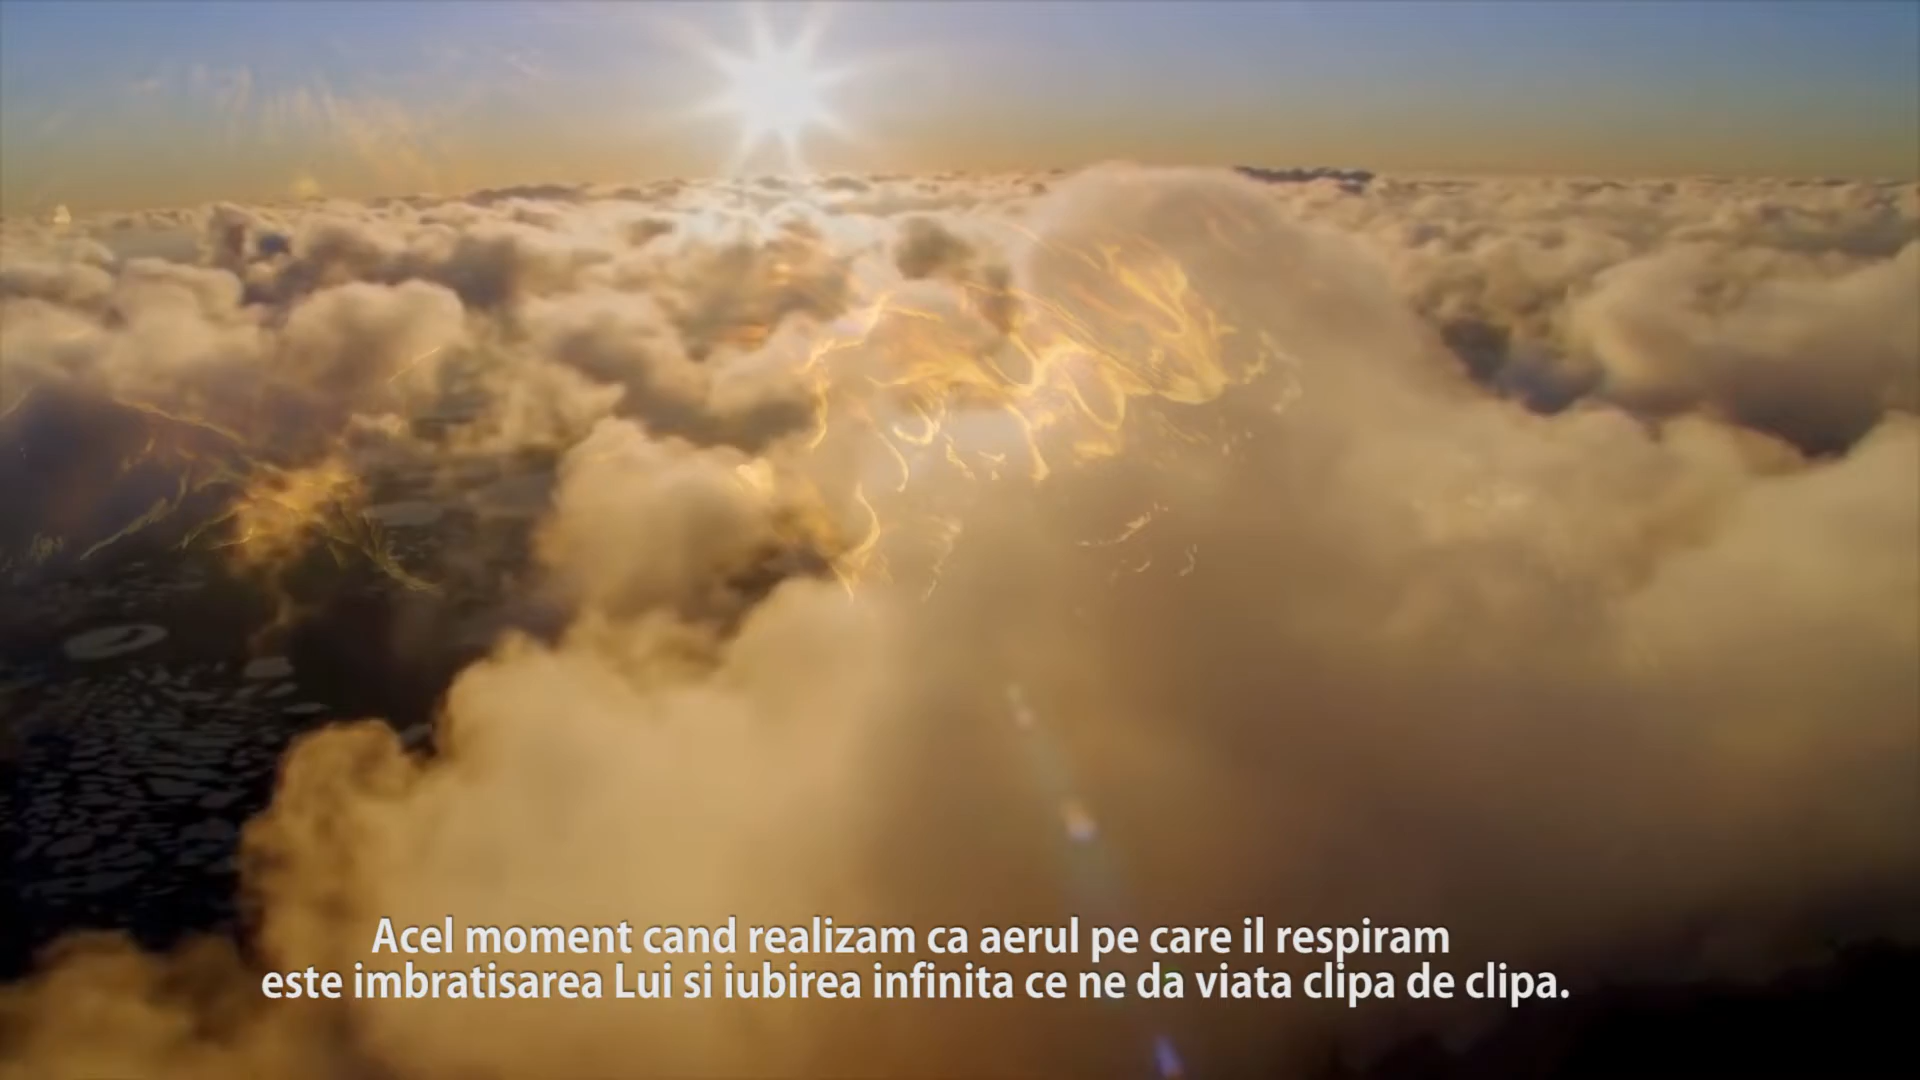 Acel moment cand realizam ca aerul pe care il respiram
este imbratisarea Lui si iubirea infinita ce ne da viata clipa de clipa.